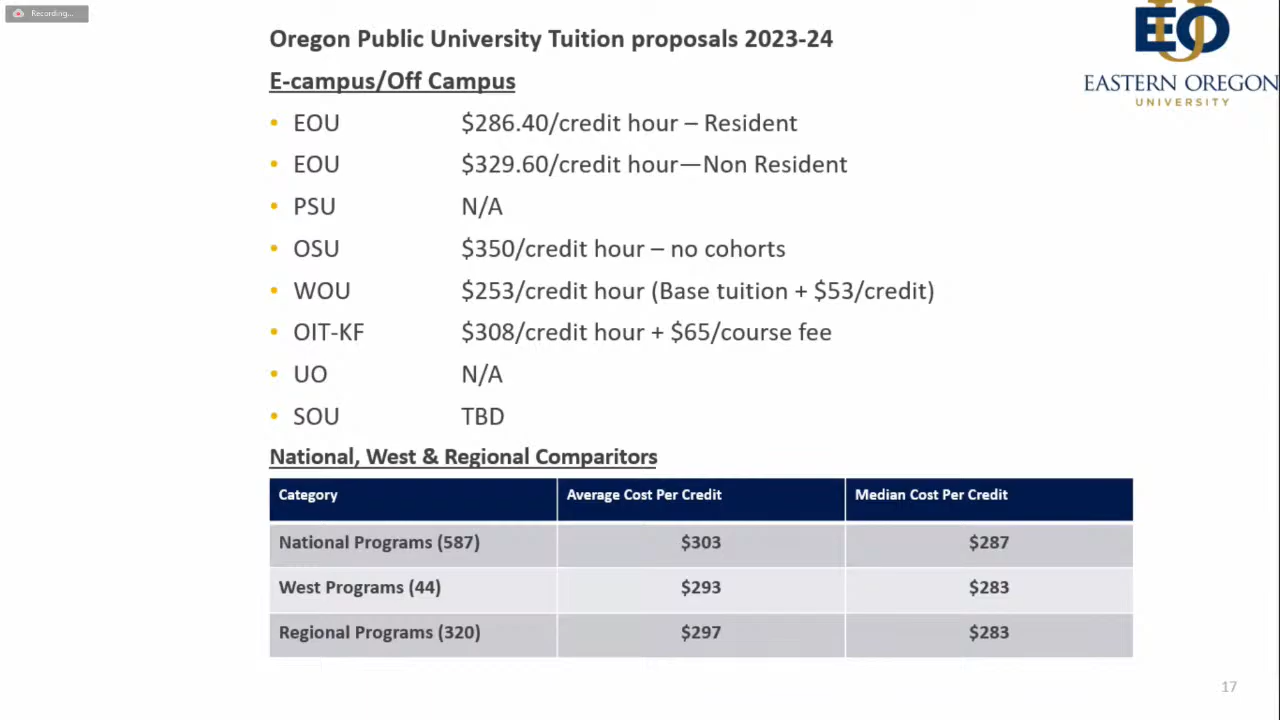 Recording...
Oregon Public University Tuition proposals 2023-24
E-campus/Off Campus
• EOU $286.40/credit hour – Resident
• EOU $329.60/credit hour—Non Resident
• PSU N/A
• OSU $350/credit hour – no cohorts
• WOU $253/credit hour (Base tuition + $53/credit)
• OIT-KF $308/credit hour + $65/course fee
• UO N/A
• SOU TBD
National, West & Regional Comparitors
Category Average Cost Per Credit Median Cost Per Credit
National Programs (587) $303 $287
West Programs (44) $293 $283
Regional Programs (320) $297 $283
EOU
EASTERN OREGON
UNIVERSITY
17